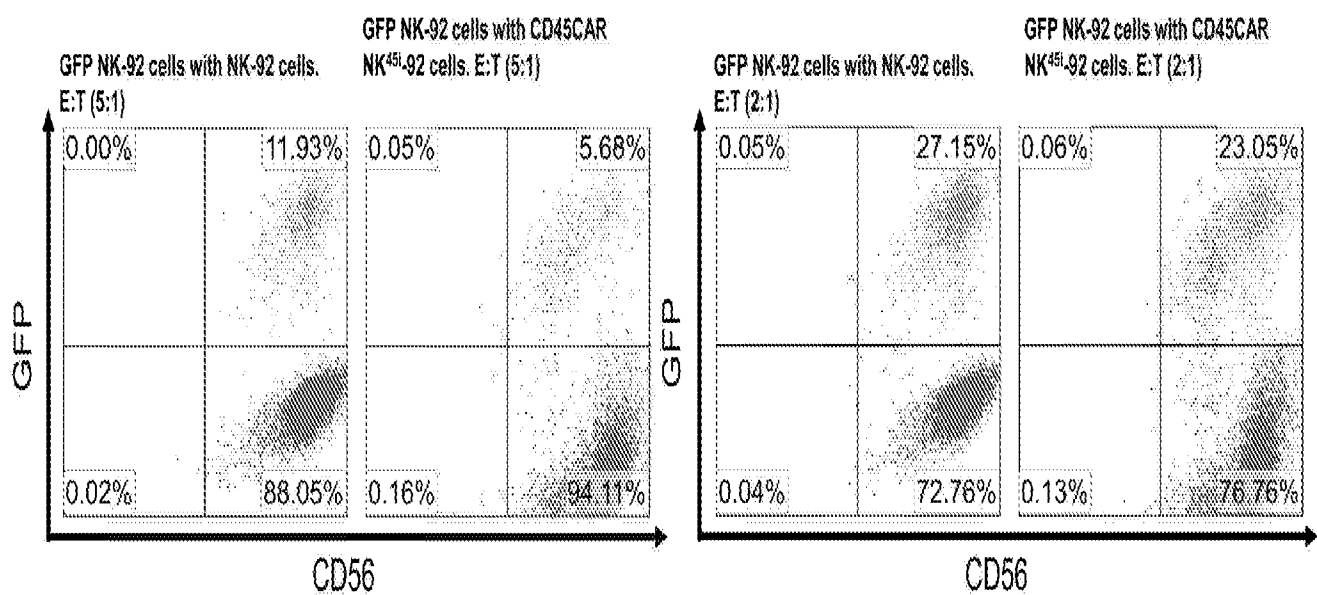 GFP NK-92 cells with NK-92 cells.
E:T (5:1)
GFP NK-92 cells with CD45CAR
NK45i-92 cells. E:T (5:1)
GFP NK-92 cells with NK-92 cells.
E:T (2:1)
GFP NK-92 cells with CD45CAR
NK45i-92 cells. E:T (2:1)
0.00%
11.93%
0.05%
5.68%
0.05%
27.15%
0.06%
23.05%
GFP
GFP
0.02%
88.05%
0.16%
94.11%
0.04%
72.76%
0.13%
76.76%
CD56
CD56